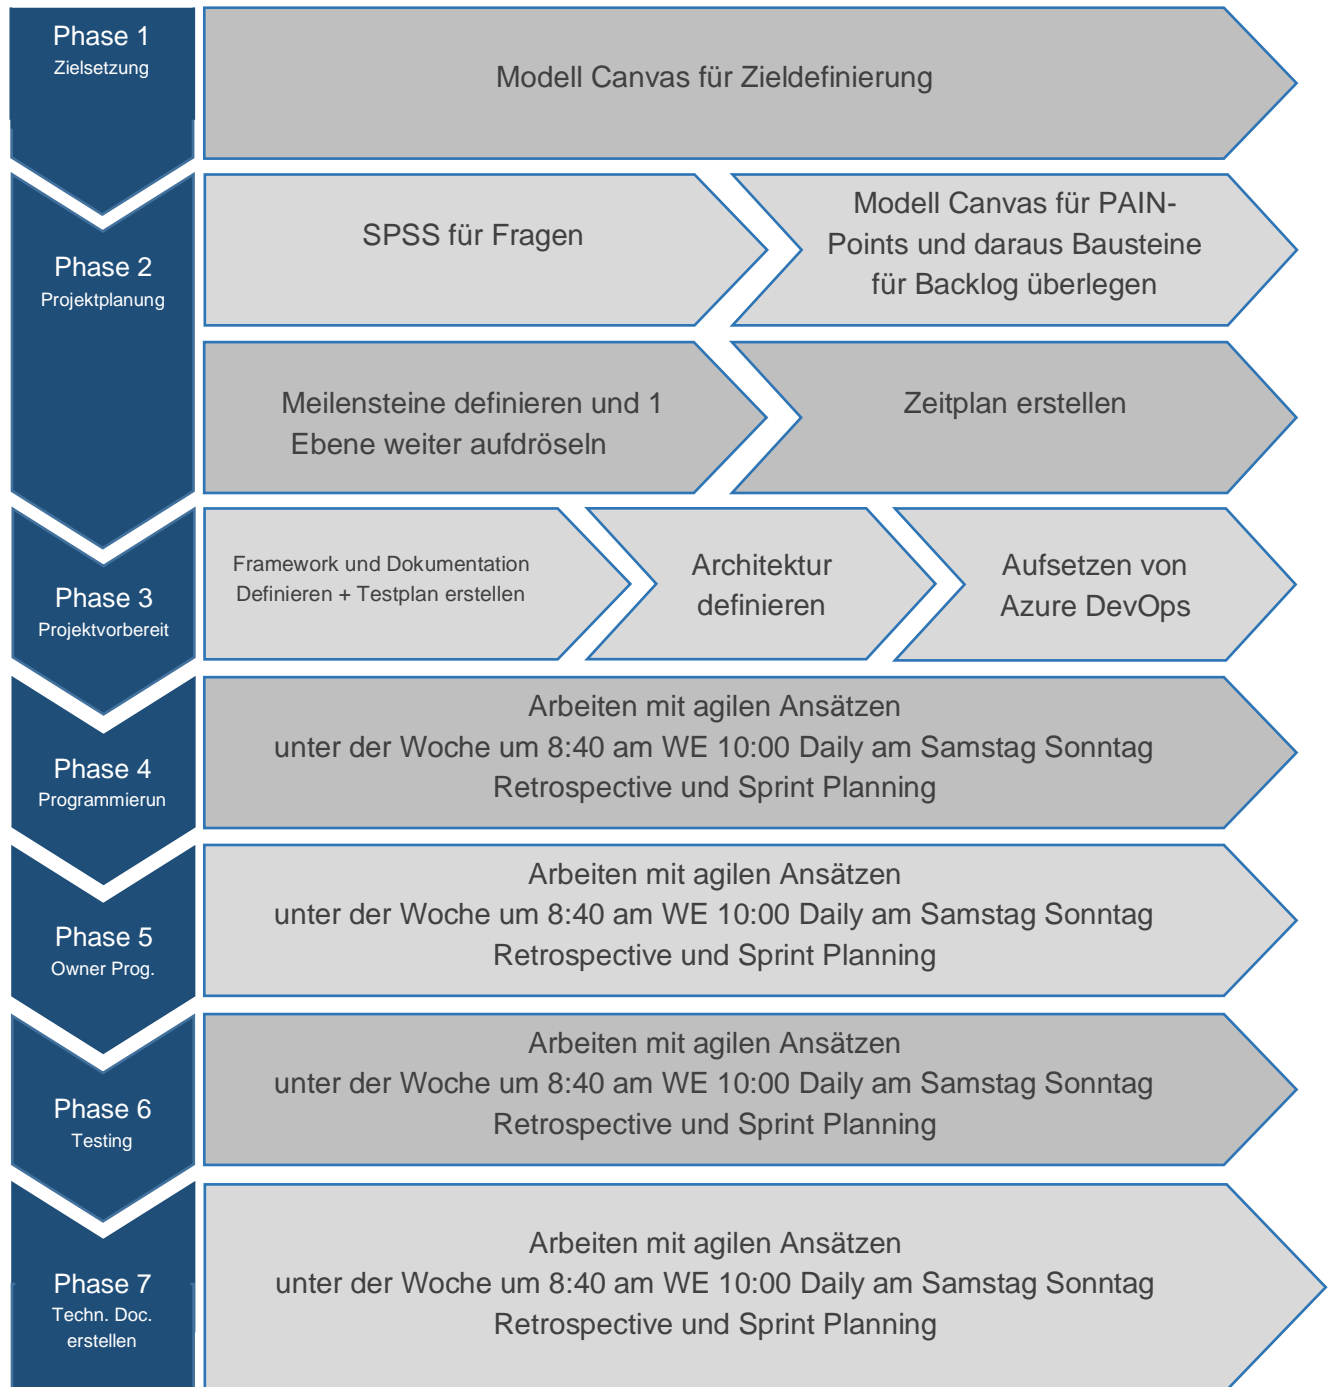 Phase 1
Zielsetzung
Modell Canvas für Zieldefinierung
Phase 2
Projektplanung
SPSS für Fragen
Modell Canvas für PAIN-
Points und daraus Bausteine
für Backlog überlegen
Meilensteine definieren und 1
Ebene weiter aufdröseln
Zeitplan erstellen
Phase 3
Projektvorbereit
Framework und Dokumentation
Definieren + Testplan erstellen
Architektur
definieren
Aufsetzen von
Azure DevOps
Phase 4
Programmierun
Arbeiten mit agilen Ansätzen
unter der Woche um 8:40 am WE 10:00 Daily am Samstag Sonntag
Retrospective und Sprint Planning
Phase 5
Owner Prog.
Arbeiten mit agilen Ansätzen
unter der Woche um 8:40 am WE 10:00 Daily am Samstag Sonntag
Retrospective und Sprint Planning
Phase 6
Testing
Arbeiten mit agilen Ansätzen
unter der Woche um 8:40 am WE 10:00 Daily am Samstag Sonntag
Retrospective und Sprint Planning
Phase 7
Techn. Doc.
erstellen
Arbeiten mit agilen Ansätzen
unter der Woche um 8:40 am WE 10:00 Daily am Samstag Sonntag
Retrospective und Sprint Planning